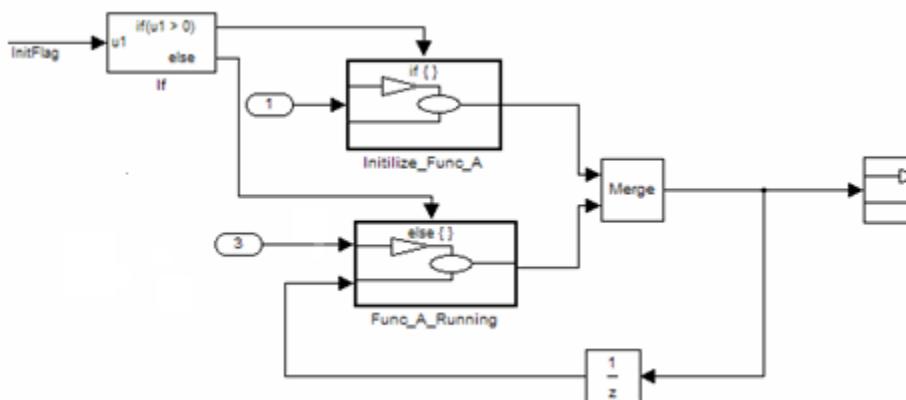 if(u1 > 0)
u1
InitFlag
else
If
if { }
1
Initilize_Func_A
Merge
else { }
3
Func_A_Running
1
z